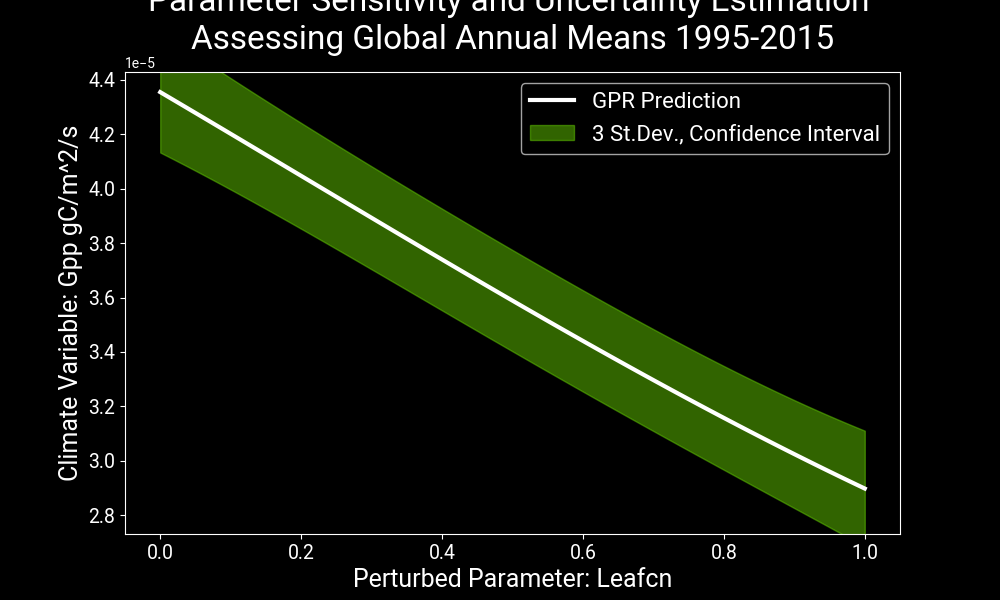 Parameter Sensitivity and Uncertainty Estimation
Assessing Global Annual Means 1995-2015
1e−5
GPR Prediction
3 St.Dev., Confidence Interval
4.4
4.2
4.0
3.8
3.6
3.4
3.2
3.0
2.8
Climate Variable: Gpp gC/m^2/s
0.0 0.2 0.4 0.6 0.8 1.0
Perturbed Parameter: Leafcn